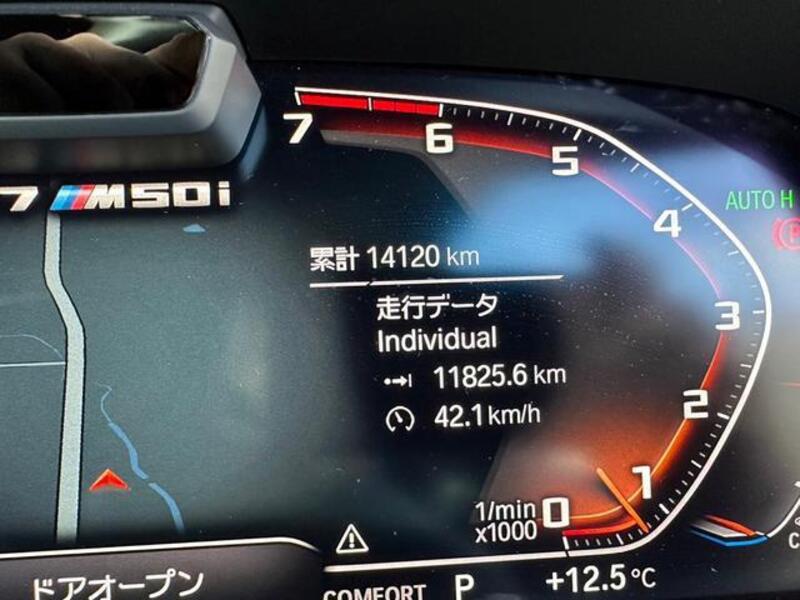 7
6
5
4
3
2
1
0
7 M50i
AUTO H
累計 14120 km
走行データ
Individual
11825.6 km
42.1 km/h
1/min
x1000
ドアオープン
COMFORT P +12.5 °C